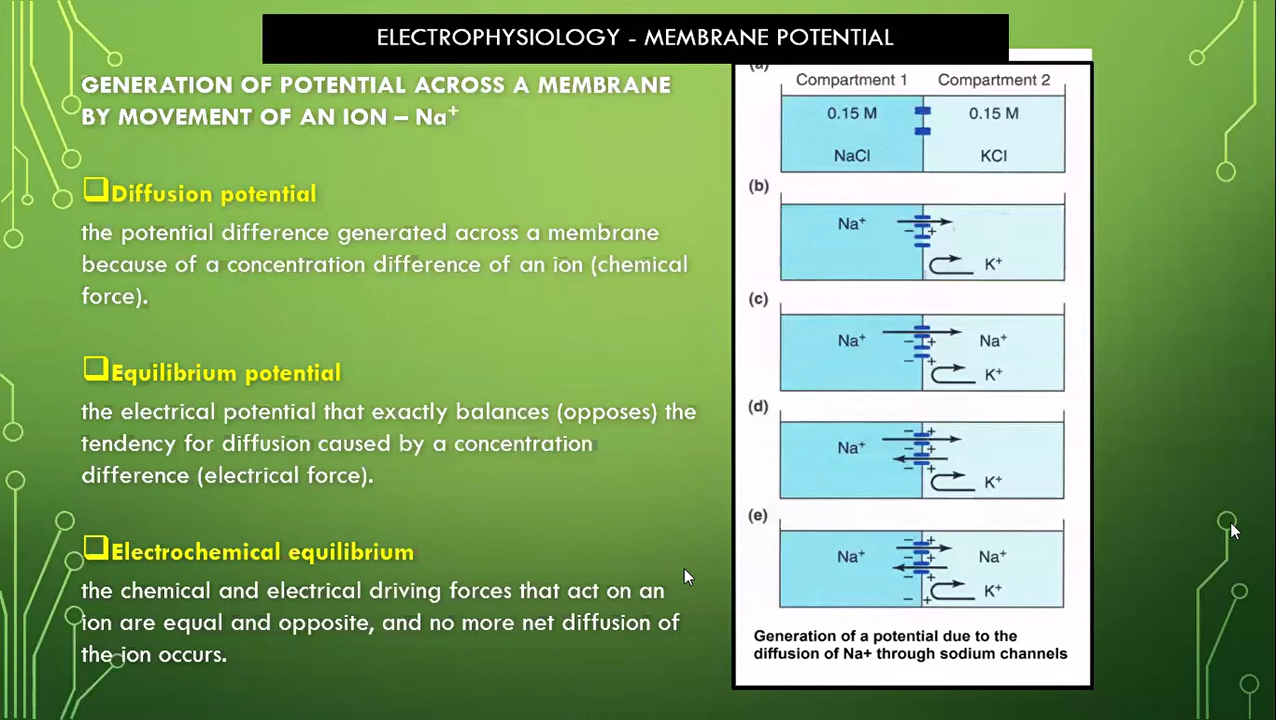 ELECTROPHYSIOLOGY - MEMBRANE POTENTIAL
GENERATION OF POTENTIAL ACROSS A MEMBRANE
BY MOVEMENT OF AN ION – Na⁺
Diffusion potential
the potential difference generated across a membrane
because of a concentration difference of an ion (chemical
force).
Equilibrium potential
the electrical potential that exactly balances (opposes) the
tendency for diffusion caused by a concentration
difference (electrical force).
Electrochemical equilibrium
the chemical and electrical driving forces that act on an
ion are equal and opposite, and no more net diffusion of
the ion occurs.
(a)
Compartment 1 Compartment 2
0.15 M 0.15 M
NaCl KCl
(b)
Na⁺
− +
K⁺
(c)
Na⁺ Na⁺
− +
− +
K⁺
(d)
− +
Na⁺
− +
− +
K⁺
(e)
− +
Na⁺ Na⁺
− +
− +
K⁺
− +
Generation of a potential due to the
diffusion of Na+ through sodium channels